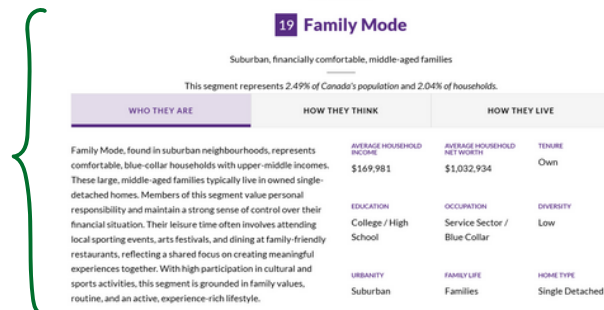 19 Family Mode
Suburban, financially comfortable, middle-aged families
This segment represents 2.49% of Canada's population and 2.04% of households.
WHO THEY ARE HOW THEY THINK HOW THEY LIVE
Family Mode, found in suburban neighbourhoods, represents
comfortable, blue-collar households with upper-middle incomes.
These large, middle-aged families typically live in owned single-
detached homes. Members of this segment value personal
responsibility and maintain a strong sense of control over their
financial situation. Their leisure time often involves attending
local sporting events, arts festivals, and dining at family-friendly
restaurants, reflecting a shared focus on creating meaningful
experiences together. With high participation in cultural and
sports activities, this segment is grounded in family values,
routine, and an active, experience-rich lifestyle.
AVERAGE HOUSEHOLD
INCOME
$169,981
AVERAGE HOUSEHOLD
NET WORTH
$1,032,934
TENURE
Own
EDUCATION
College / High
School
OCCUPATION
Service Sector /
Blue Collar
DIVERSITY
Low
URBANITY
Suburban
FAMILY LIFE
Families
HOME TYPE
Single Detached